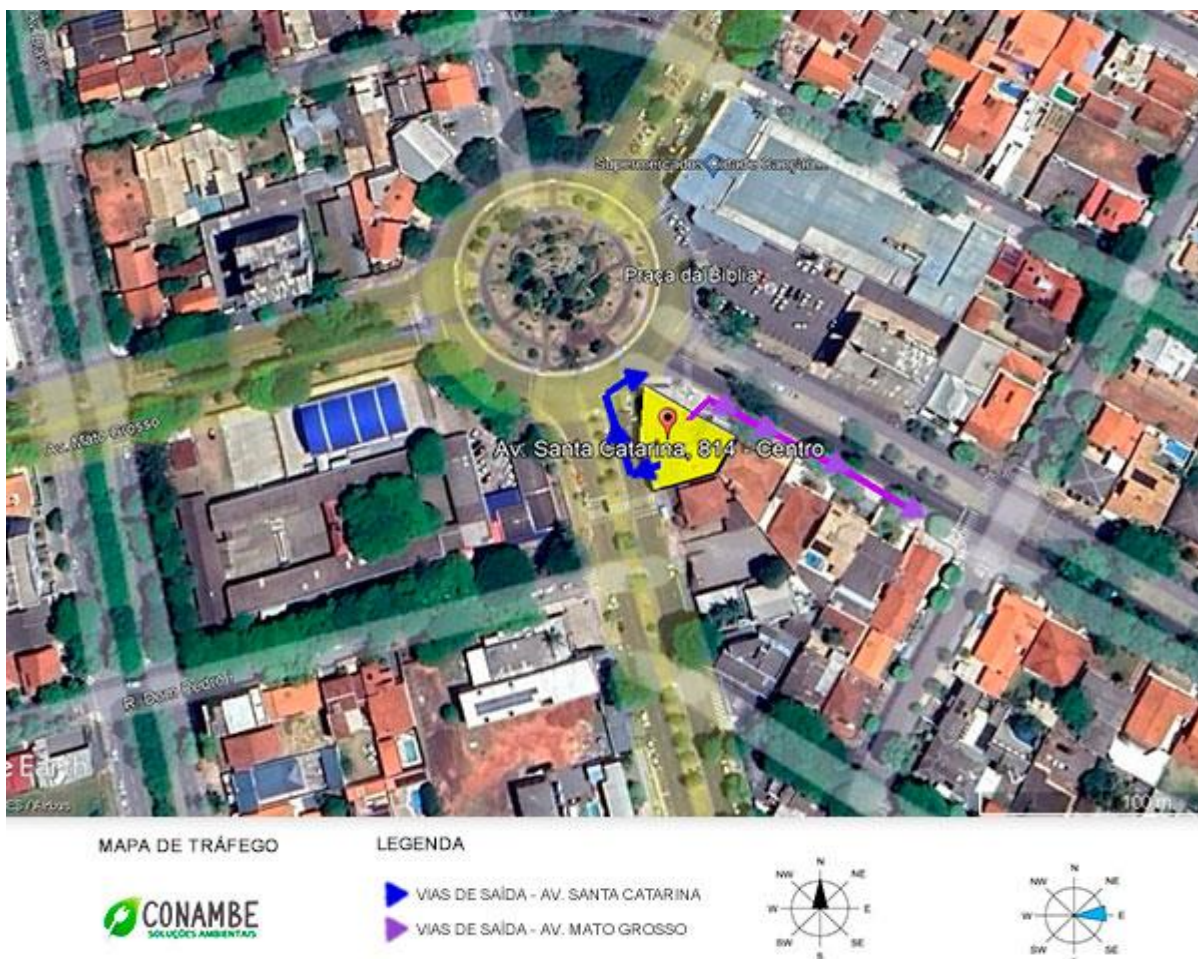 Supermercados Cidade Canção...
Praça da Bíblia
Av. Mato Grosso
Av. Santa Catarina, 814 - Centro
R. Dom Pedro I
100 m
MAPA DE TRÁFEGO
LEGENDA
VIAS DE SAÍDA - AV. SANTA CATARINA
VIAS DE SAÍDA - AV. MATO GROSSO
CONAMBE
SOLUÇÕES AMBIENTAIS
N
NW NE
W E
SW SE
S
N
NW NE
W E
SW SE